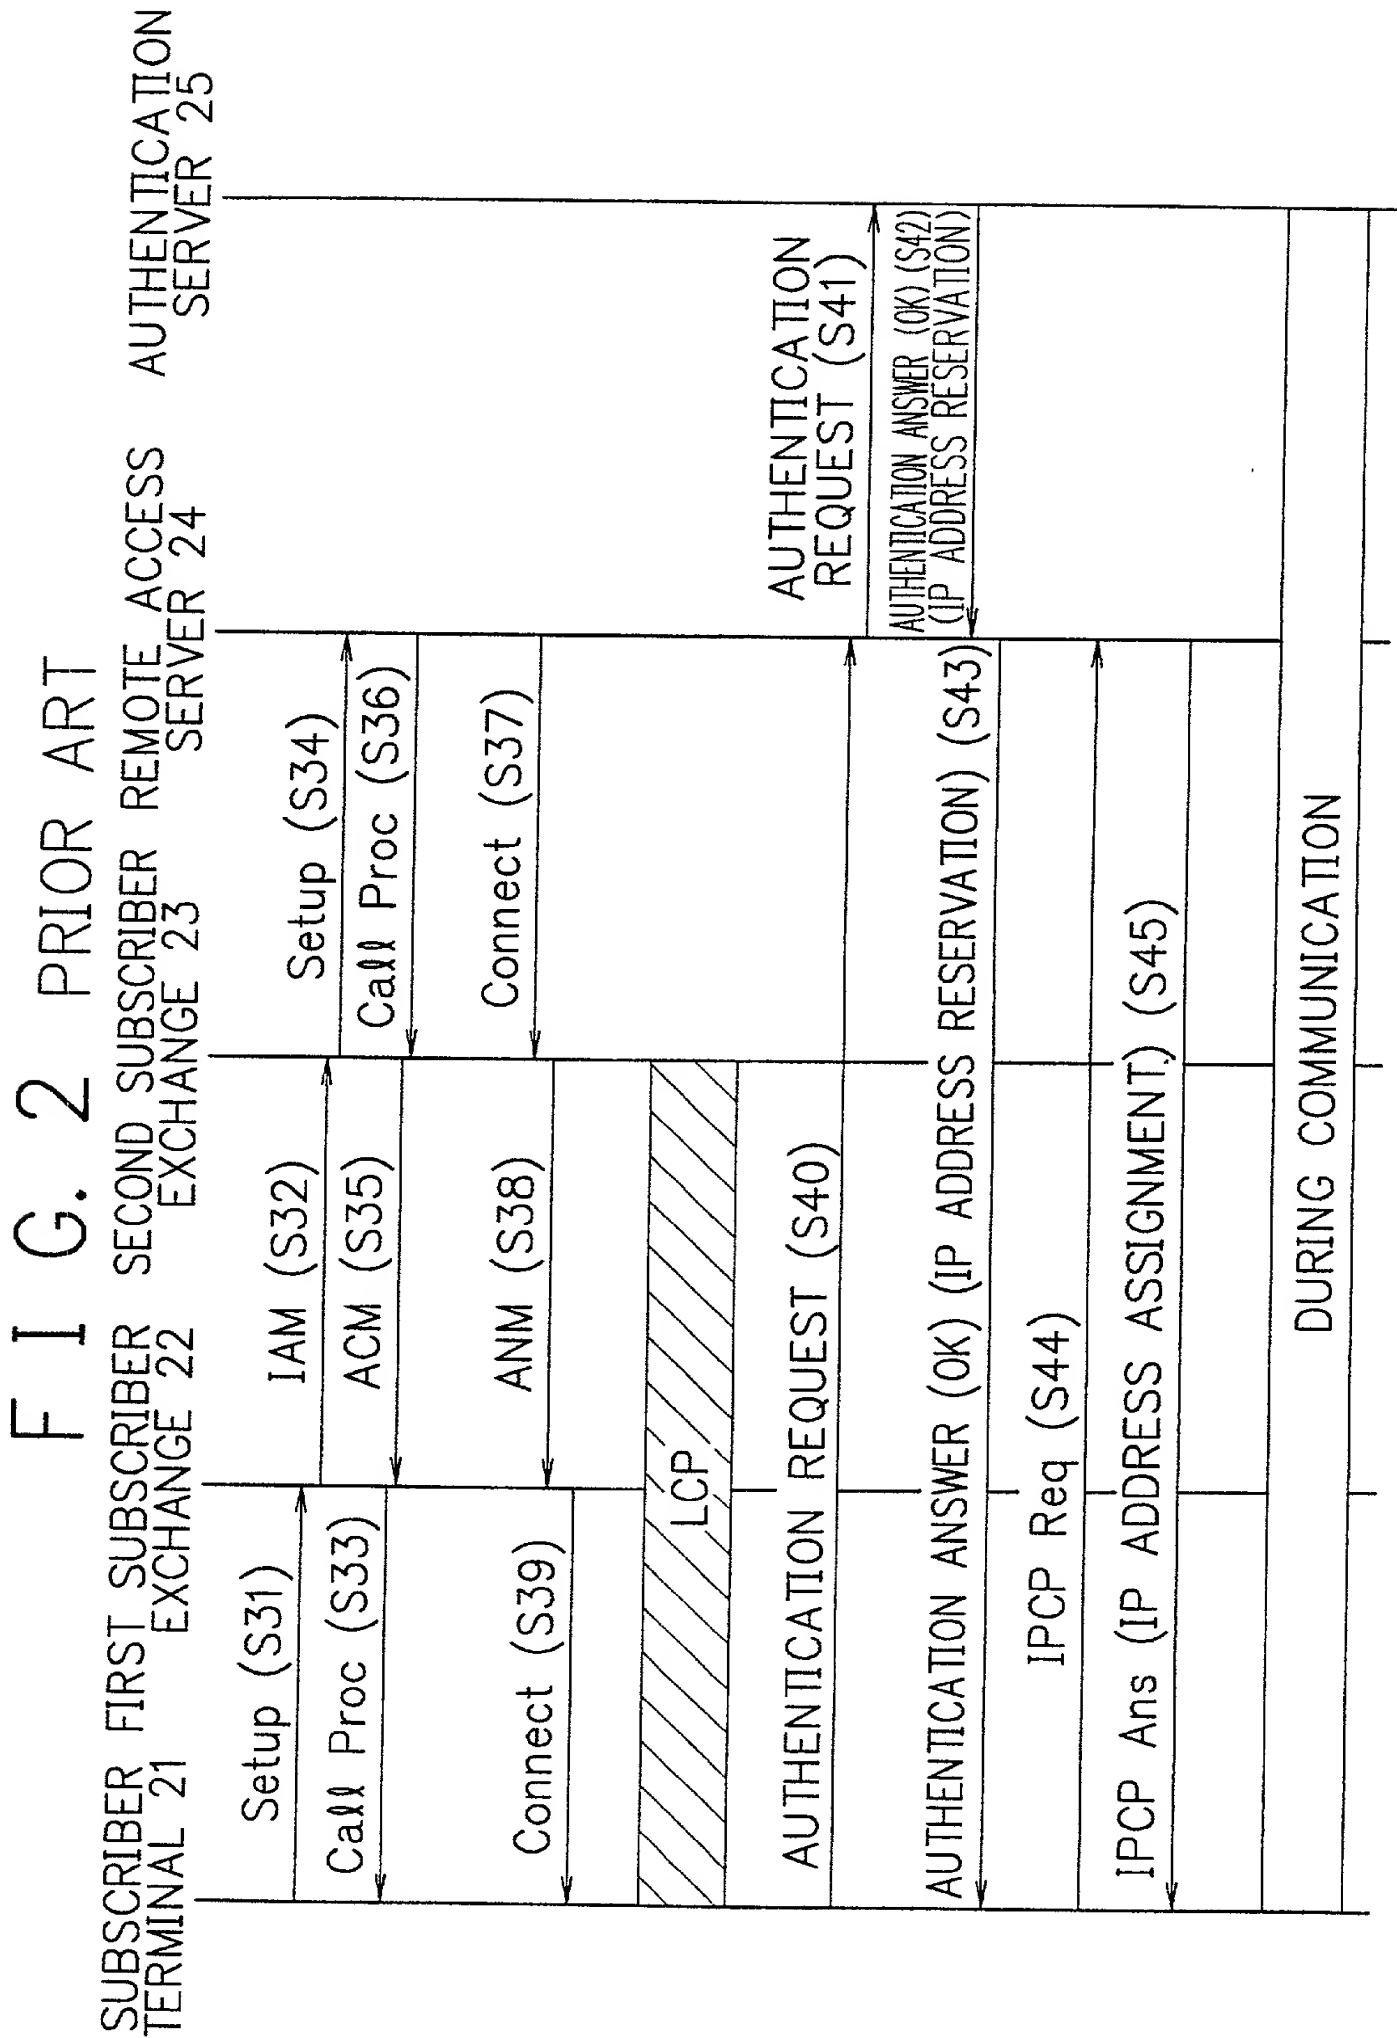 FIG. 2 PRIOR ART
SUBSCRIBER
TERMINAL 21
FIRST SUBSCRIBER
EXCHANGE 22
SECOND SUBSCRIBER
EXCHANGE 23
REMOTE ACCESS
SERVER 24
AUTHENTICATION
SERVER 25
Setup (S31)
IAM (S32)
Call Proc (S33)
Setup (S34)
ACM (S35)
Call Proc (S36)
Connect (S37)
ANM (S38)
Connect (S39)
LCP
AUTHENTICATION REQUEST (S40)
AUTHENTICATION
REQUEST (S41)
AUTHENTICATION ANSWER (OK) (S42)
(IP ADDRESS RESERVATION)
AUTHENTICATION ANSWER (OK) (IP ADDRESS RESERVATION) (S43)
IPCP Req (S44)
IPCP Ans (IP ADDRESS ASSIGNMENT) (S45)
DURING COMMUNICATION